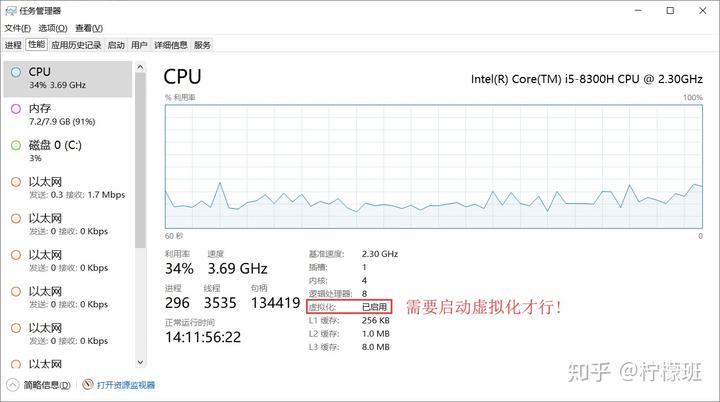 任务管理器
文件(F) 选项(O) 查看(V)
进程 性能 应用历史记录 启动 用户 详细信息 服务
CPU
34% 3.69 GHz
内存
7.2/7.9 GB (91%)
磁盘 0 (C:)
3%
以太网
发送: 0.3 接收: 1.7 Mbps
以太网
发送: 0 接收: 0 Kbps
以太网
发送: 0 接收: 0 Kbps
以太网
发送: 0 接收: 0 Kbps
以太网
发送: 0 接收: 0 Kbps
以太网
CPU
Intel(R) Core(TM) i5-8300H CPU @ 2.30GHz
% 利用率 100%
60 秒 0
利用率 速度
34% 3.69 GHz
进程 线程 句柄
296 3535 134419
正常运行时间
14:11:56:22
基准速度: 2.30 GHz
插槽: 1
内核: 4
逻辑处理器: 8
虚拟化: 已启用
L1 缓存: 256 KB
L2 缓存: 1.0 MB
L3 缓存: 8.0 MB
需要启动虚拟化才行!
简略信息(D) 打开资源监视器
知乎 @柠檬班